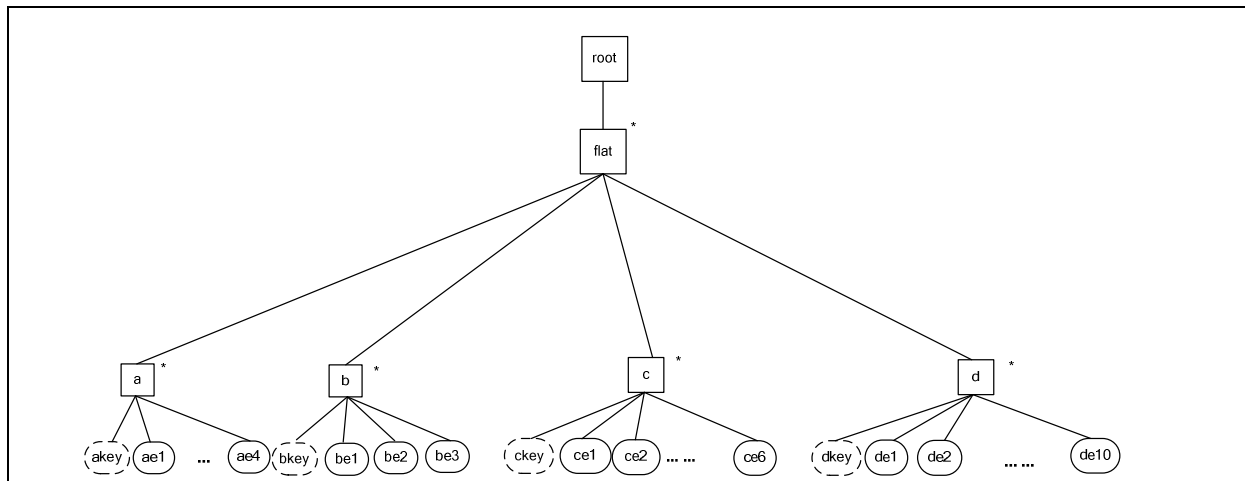 root
*
flat
* * * *
a b c d
akey ae1 ... ae4 bkey be1 be2 be3 ckey ce1 ce2 ... ... ce6 dkey de1 de2 ... ... de10